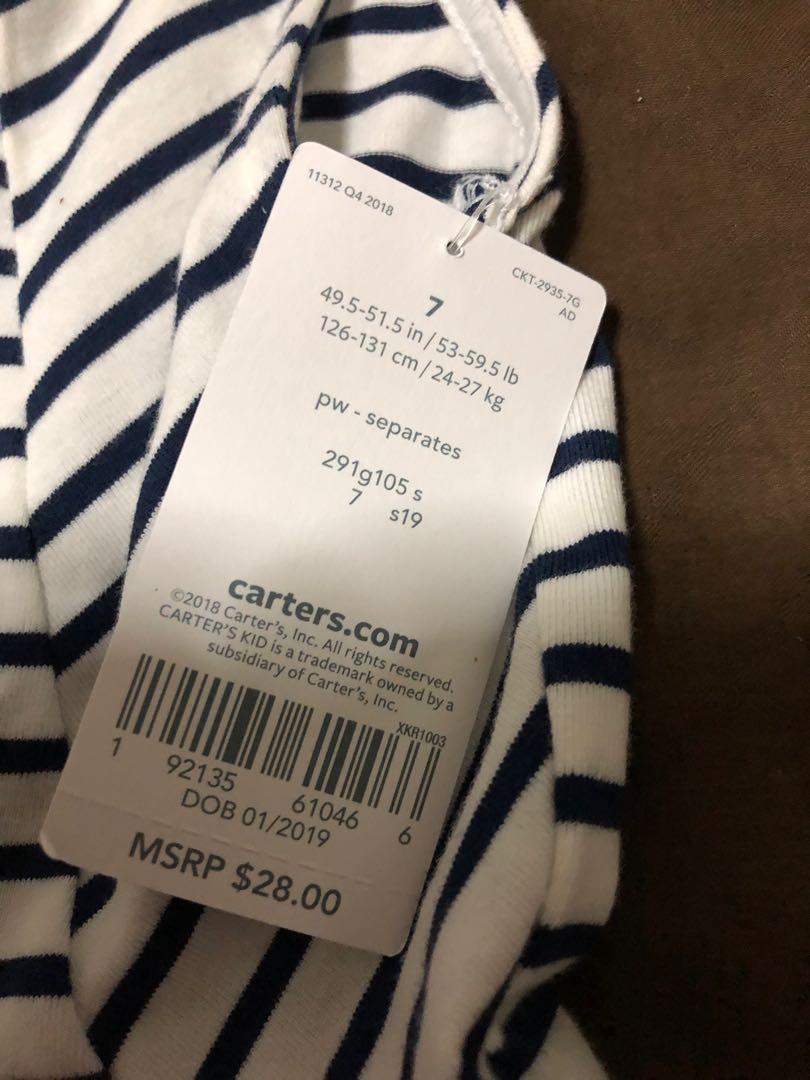 11312 Q4 2018
CKT-2935-7G
AD
7
49.5-51.5 in / 53-59.5 lb
126-131 cm / 24-27 kg
pw - separates
291g105 s
7 s19
carters.com
©2018 Carter's, Inc. All rights reserved.
CARTER'S KID is a trademark owned by a
subsidiary of Carter's, Inc.
XKR1003
1 92135 61046 6
DOB 01/2019
MSRP $28.00